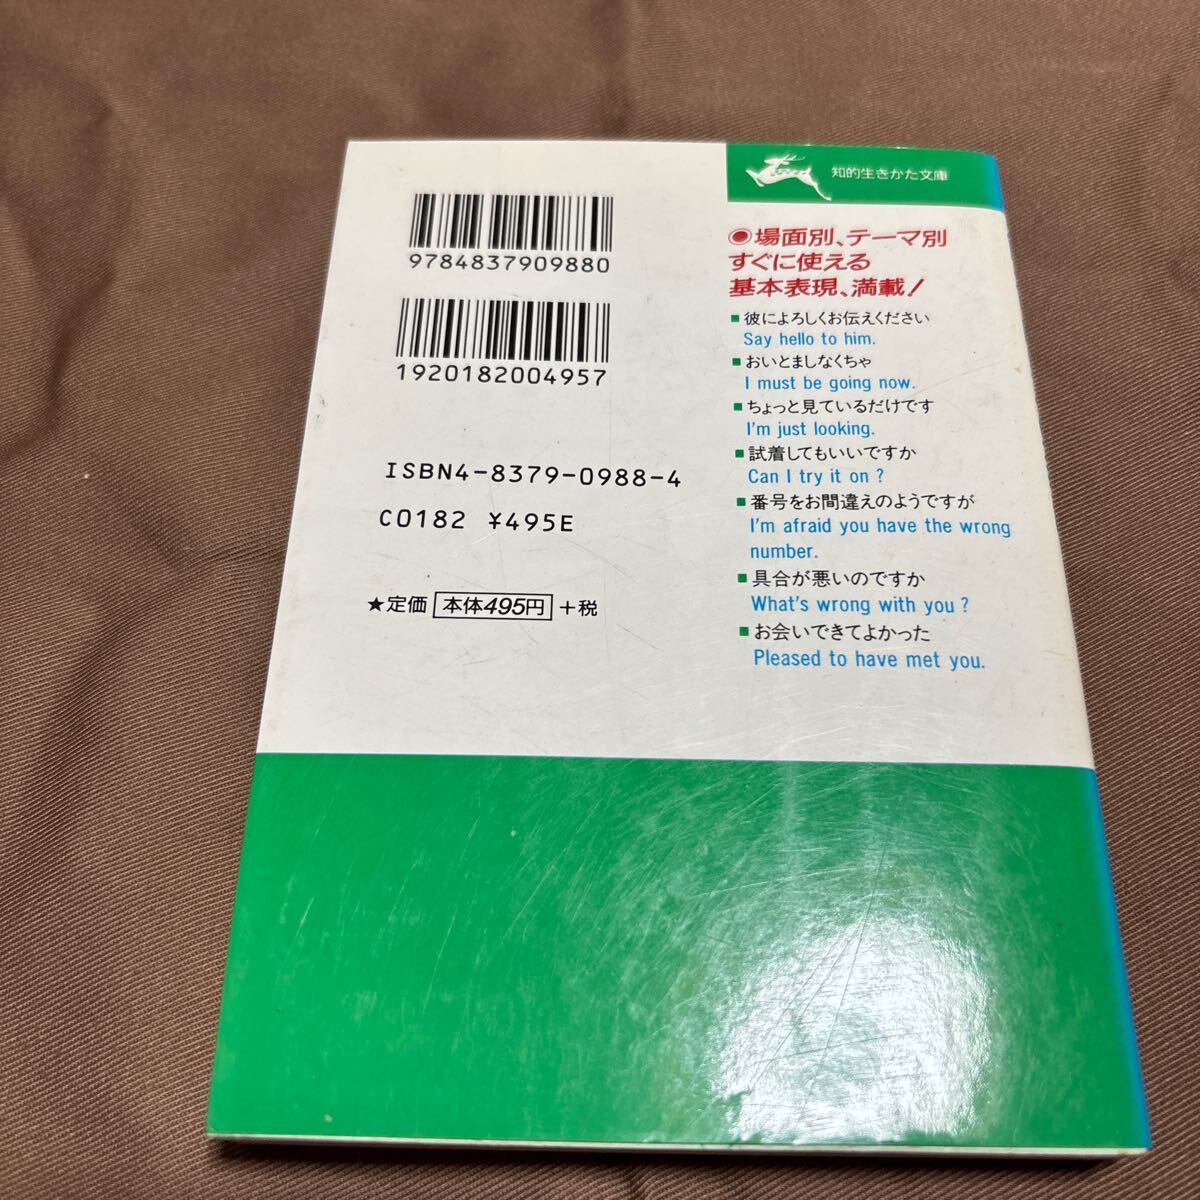 知的生きかた文庫
9784837909880
1920182004957
ISBN4-8379-0988-4
C0182 ¥495E
★定価 本体495円 +税
◉場面別、テーマ別
すぐに使える
基本表現、満載!
■彼によろしくお伝えください
Say hello to him.
■おいとましなくちゃ
I must be going now.
■ちょっと見ているだけです
I'm just looking.
■試着してもいいですか
Can I try it on ?
■番号をお間違えのようですが
I'm afraid you have the wrong
number.
■具合が悪いのですか
What's wrong with you ?
■お会いできてよかった
Pleased to have met you.